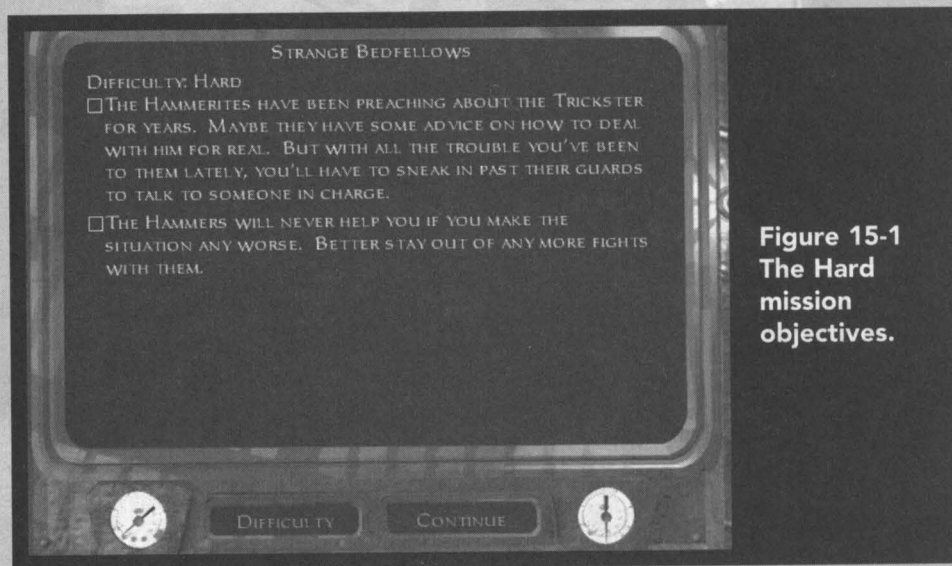 STRANGE BEDFELLOWS
DIFFICULTY: HARD
THE HAMMERITES HAVE BEEN PREACHING ABOUT THE TRICKSTER
FOR YEARS. MAYBE THEY HAVE SOME ADVICE ON HOW TO DEAL
WITH HIM FOR REAL. BUT WITH ALL THE TROUBLE YOU'VE BEEN
TO THEM LATELY, YOU'LL HAVE TO SNEAK IN PAST THEIR GUARDS
TO TALK TO SOMEONE IN CHARGE.
THE HAMMERS WILL NEVER HELP YOU IF YOU MAKE THE
SITUATION ANY WORSE. BETTER STAY OUT OF ANY MORE FIGHTS
WITH THEM.
DIFFICULTY
CONTINUE
Figure 15-1
The Hard
mission
objectives.